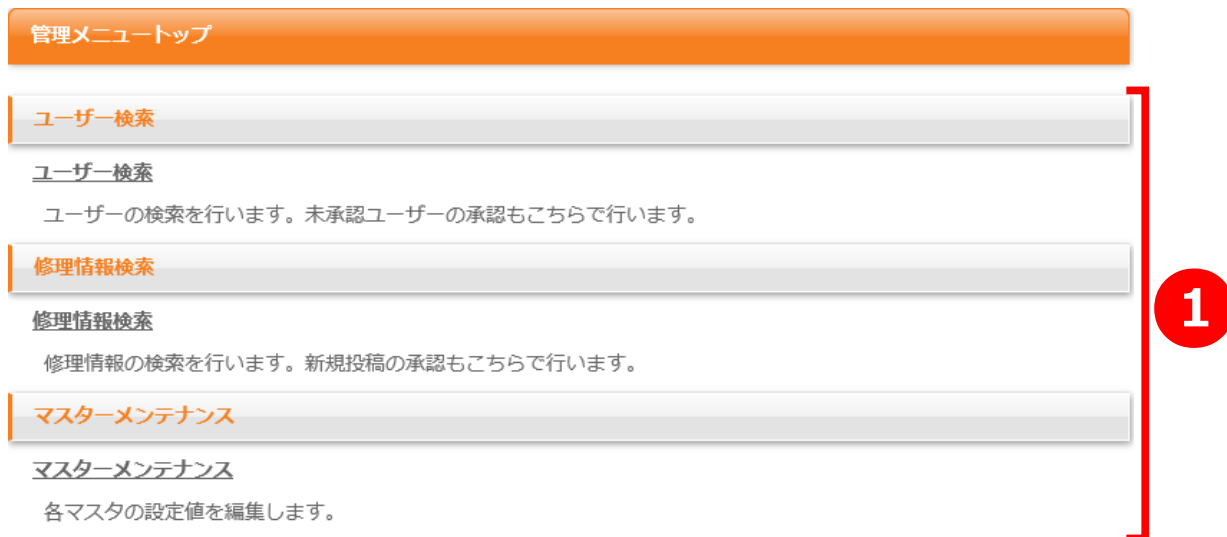 管理メニュートップ
ユーザー検索
ユーザー検索
ユーザーの検索を行います。未承認ユーザーの承認もこちらで行います。
修理情報検索
1
修理情報検索
修理情報の検索を行います。新規投稿の承認もこちらで行います。
マスターメンテナンス
マスターメンテナンス
各マスタの設定値を編集します。